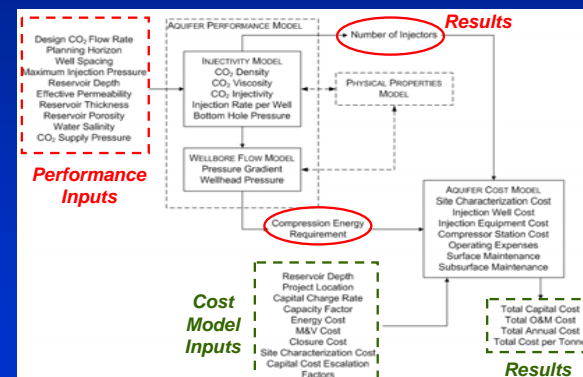 Design CO₂ Flow Rate
Planning Horizon
Well Spacing
Maximum Injection Pressure
Reservoir Depth
Effective Permeability
Reservoir Thickness
Reservoir Porosity
Water Salinity
CO₂ Supply Pressure
Performance
Inputs
AQUIFER PERFORMANCE MODEL
INJECTIVITY MODEL
CO₂ Density
CO₂ Viscosity
CO₂ Injectivity
Injection Rate per Well
Bottom Hole Pressure
WELLBORE FLOW MODEL
Pressure Gradient
Wellhead Pressure
Number of Injectors
Results
PHYSICAL PROPERTIES
MODEL
Compression Energy
Requirement
AQUIFER COST MODEL
Site Characterization Cost
Injection Well Cost
Injection Equipment Cost
Compressor Station Cost
Operating Expenses
Surface Maintenance
Subsurface Maintenance
Cost
Model
Inputs
Reservoir Depth
Project Location
Capital Charge Rate
Capacity Factor
Energy Cost
M&V Cost
Closure Cost
Site Characterization Cost
Capital Cost Escalation
Factors
Total Capital Cost
Total O&M Cost
Total Annual Cost
Total Cost per Tonne
Results